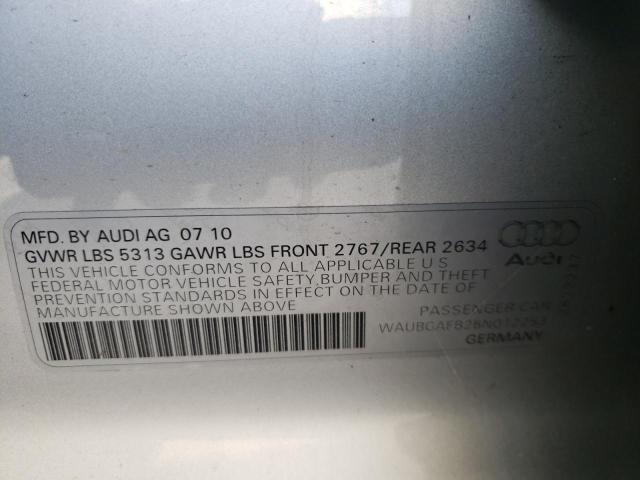 MFD. BY AUDI AG 07 10
GVWR LBS 5313 GAWR LBS FRONT 2767/REAR 2634
THIS VEHICLE CONFORMS TO ALL APPLICABLE U S
FEDERAL MOTOR VEHICLE SAFETY,BUMPER AND THEFT
PREVENTION STANDARDS IN EFFECT ON THE DATE OF
MANUFACTURE SHOWN ABOVE
Audi
PASSENGER CAR
WAUBGAFB2BN012253
GERMANY